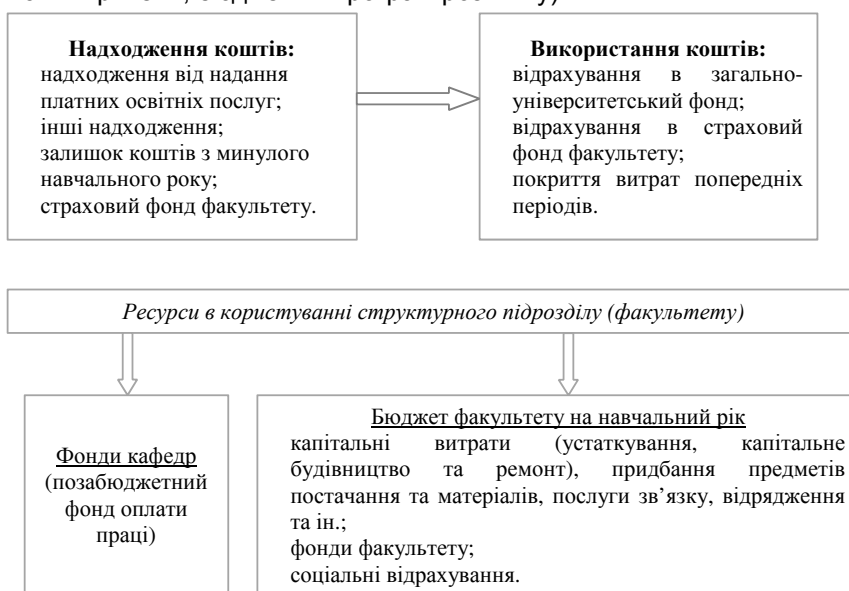 Надходження коштів:
надходження від надання
платних освітніх послуг;
інші надходження;
залишок коштів з минулого
навчального року;
страховий фонд факультету.
Використання коштів:
відрахування в загально-
університетський фонд;
відрахування в страховий
фонд факультету;
покриття витрат попередніх
періодів.
Ресурси в користуванні структурного підрозділу (факультету)
Фонди кафедр
(позабюджетний
фонд оплати
праці)
Бюджет факультету на навчальний рік
капітальні витрати (устаткування, капітальне
будівництво та ремонт), придбання предметів
постачання та матеріалів, послуги зв’язку, відрядження
та ін.;
фонди факультету;
соціальні відрахування.